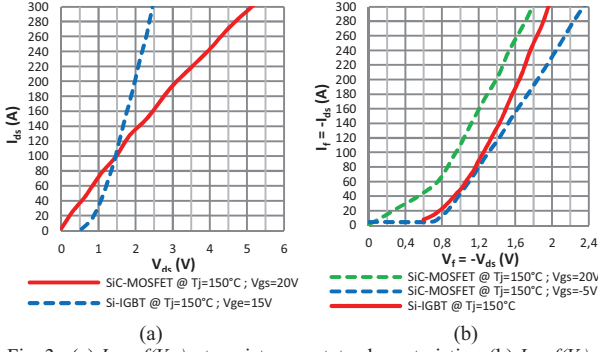 300
280
260
240
220
200
180
160
140
120
100
80
60
40
20
0
I_ds (A)
0 1 2 3 4 5 6
V_ds (V)
SiC-MOSFET @ Tj=150°C ; Vgs=20V
Si-IGBT @ Tj=150°C ; Vge=15V
(a)
300
280
260
240
220
200
180
160
140
120
100
80
60
40
20
0
I_f = -I_ds (A)
0 0,4 0,8 1,2 1,6 2 2,4
V_f = -V_ds (V)
SiC-MOSFET @ Tj=150°C ; Vgs=20V
SiC-MOSFET @ Tj=150°C ; Vgs=-5V
Si-IGBT @ Tj=150°C
(b)